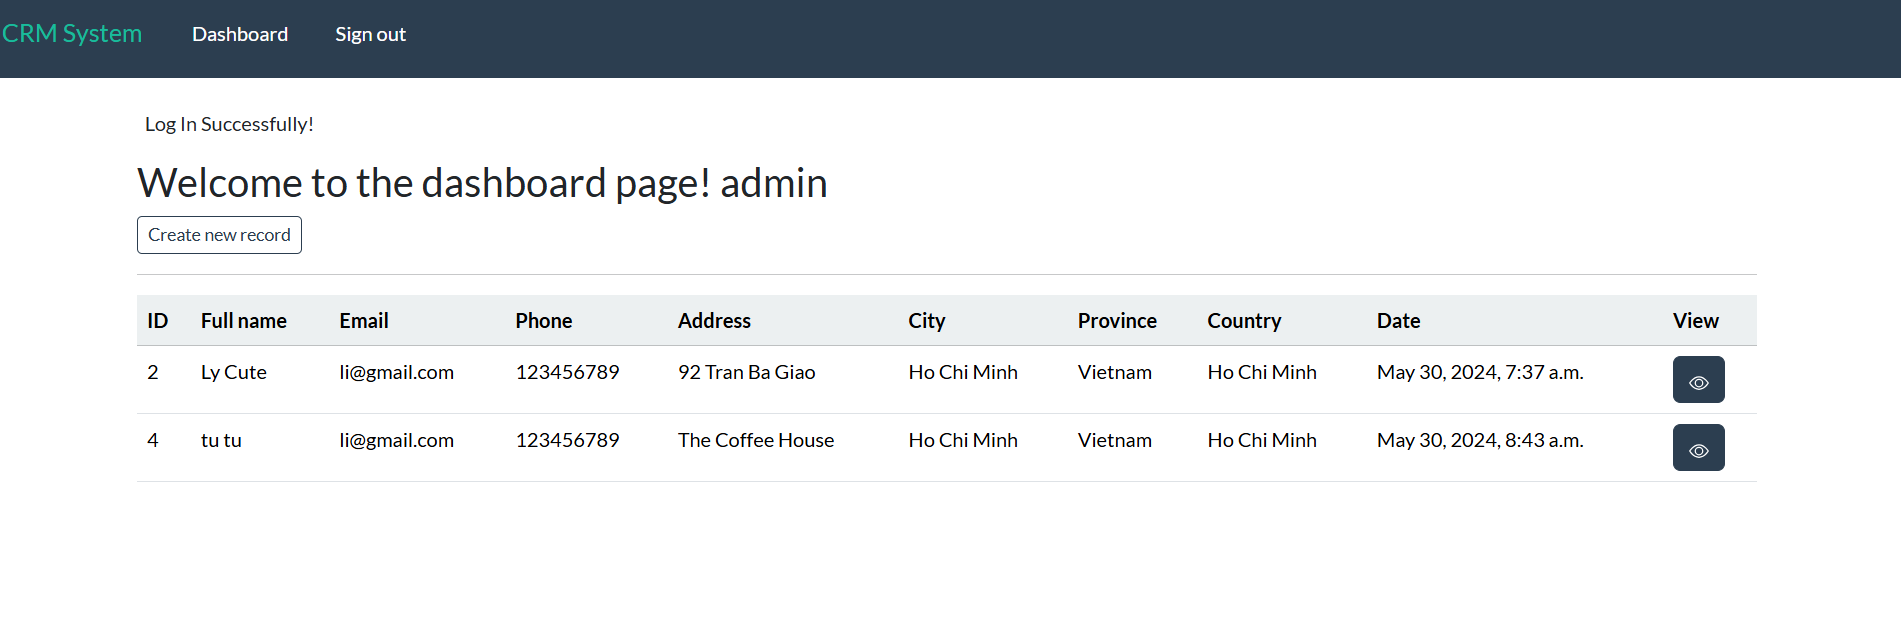 CRM System Dashboard Sign out
Log In Successfully!
Welcome to the dashboard page! admin
Create new record
ID Full name Email Phone Address City Province Country Date View
2 Ly Cute li@gmail.com 123456789 92 Tran Ba Giao Ho Chi Minh Vietnam Ho Chi Minh May 30, 2024, 7:37 a.m.
4 tu tu li@gmail.com 123456789 The Coffee House Ho Chi Minh Vietnam Ho Chi Minh May 30, 2024, 8:43 a.m.